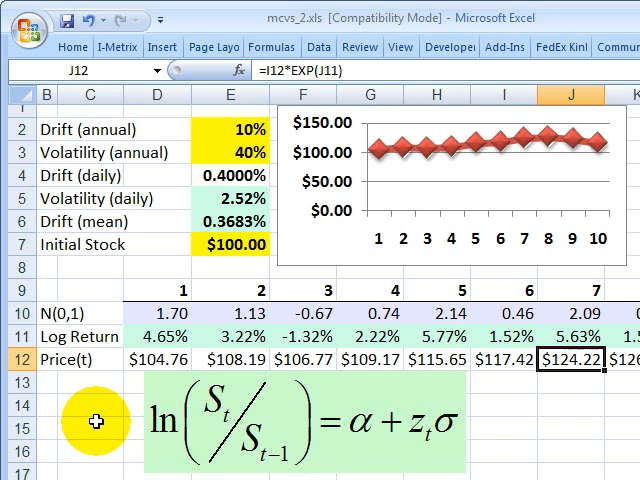 mcvs_2.xls [Compatibility Mode] - Microsoft Excel
Home I-Metrix Insert Page Layo Formulas Data Review View Developer Add-Ins FedEx Kinl Commur
J12 fx =I12*EXP(J11)
B C D E F G H I J K
1
2 Drift (annual) 10%
3 Volatility (annual) 40%
4 Drift (daily) 0.4000%
5 Volatility (daily) 2.52%
6 Drift (mean) 0.3683%
7 Initial Stock $100.00
$150.00
$100.00
$50.00
$0.00
1 2 3 4 5 6 7 8 9 10
8
9 1 2 3 4 5 6 7
10 N(0,1) 1.70 1.13 -0.67 0.74 2.14 0.46 2.09
11 Log Return 4.65% 3.22% -1.32% 2.22% 5.77% 1.52% 5.63% 1.5
12 Price(t) $104.76 $108.19 $106.77 $109.17 $115.65 $117.42 $124.22 $126
13
14
15
16
17
ln(St/St−1) = α + ztσ